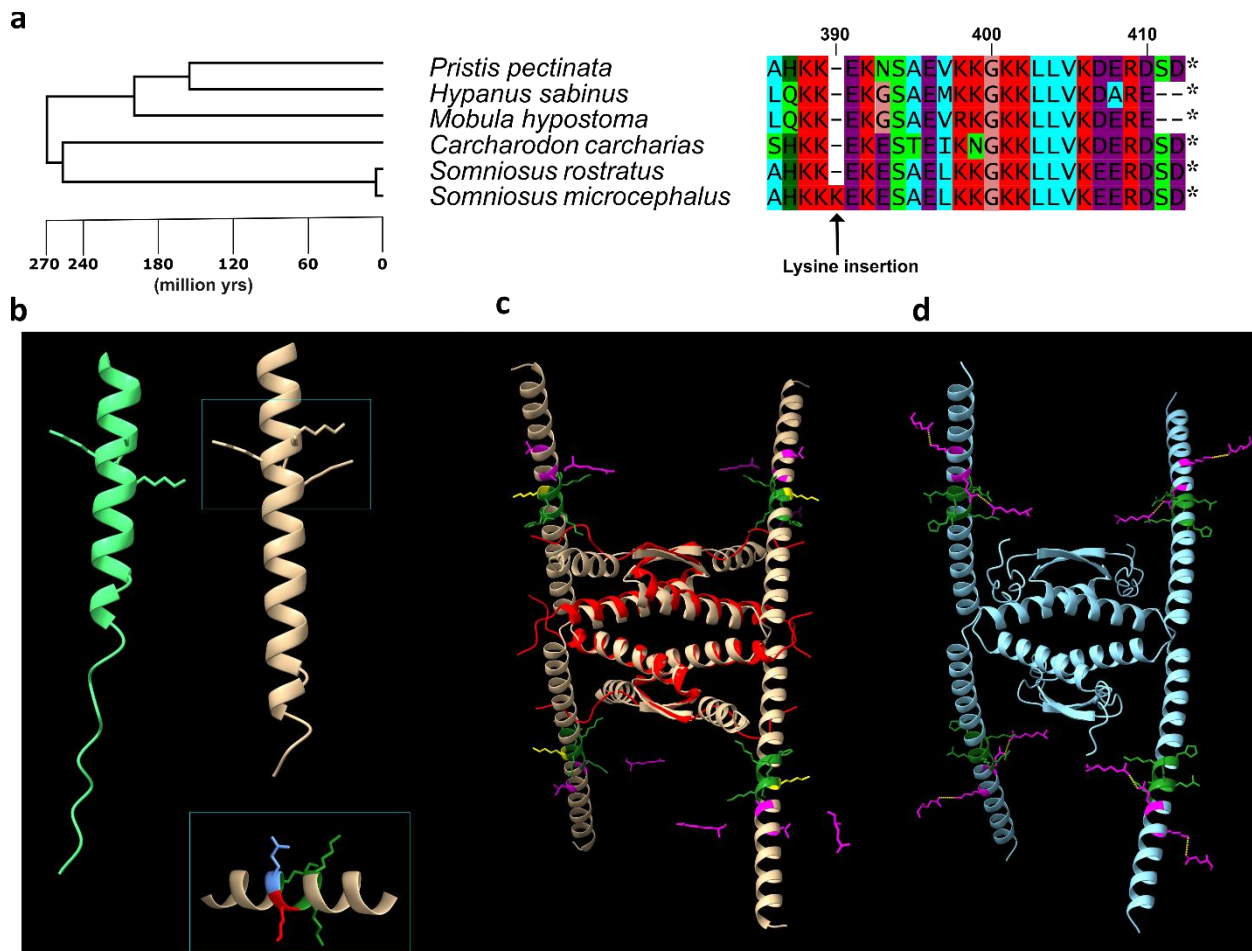 a
390 400 410
Pristis pectinata AHKK-EKNSAEVKKGKKLLVKDERDSD*
Hypanus sabinus LQKK-EKGSAEMKKGKKLLVKDARE--*
Mobula hypostoma LQKK-EKGSAEVRKGKKLLVKDERE--*
Carcharodon carcharias SHKK-EKESTEIKNGKKLLVKDERDSD*
Somniosus rostratus AHKK-EKESAELKKGKKLLVKEERDSD*
Somniosus microcephalus AHKKKEKESAELKKGKKLLVKEERDSD*
Lysine insertion
270 240 180 120 60 0
(million yrs)
b
c
d